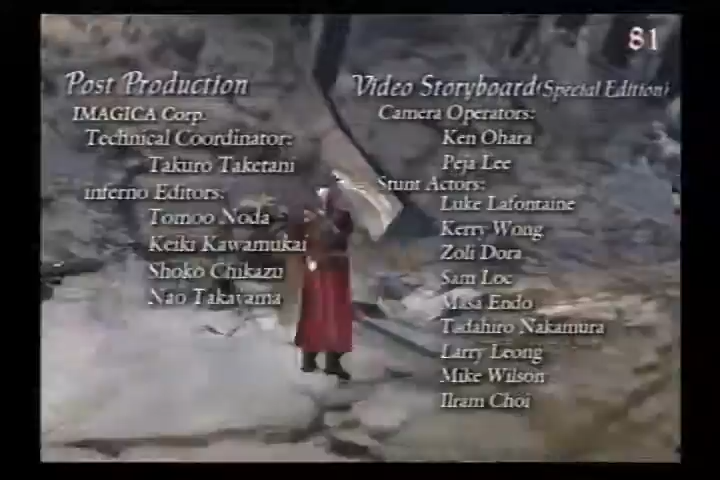 81
Post Production
IMAGICA Corp.
Technical Coordinator:
Takuro Taketani
inferno Editors:
Tomoo Noda
Keiki Kawamukai
Shoko Chikazu
Nao Takayama
Video Storyboard (Special Edition)
Camera Operators:
Ken Ohara
Peja Lee
Stunt Actors:
Luke Lafontaine
Kerry Wong
Zoli Dora
Sam Loc
Masa Endo
Tadahiro Nakamura
Larry Leong
Mike Wilson
Ilram Choi